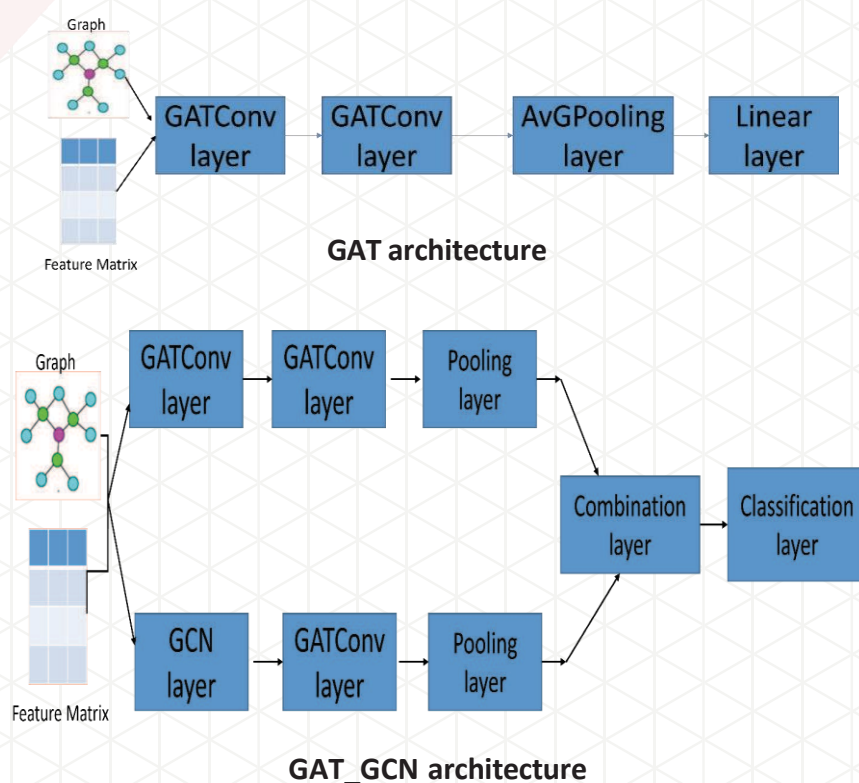 Graph
GATConv
layer
GATConv
layer
AvGPooling
layer
Linear
layer
Feature Matrix
GAT architecture
Graph
GATConv
layer
GATConv
layer
Pooling
layer
Combination
layer
Classification
layer
GCN
layer
GATConv
layer
Pooling
layer
Feature Matrix
GAT_GCN architecture